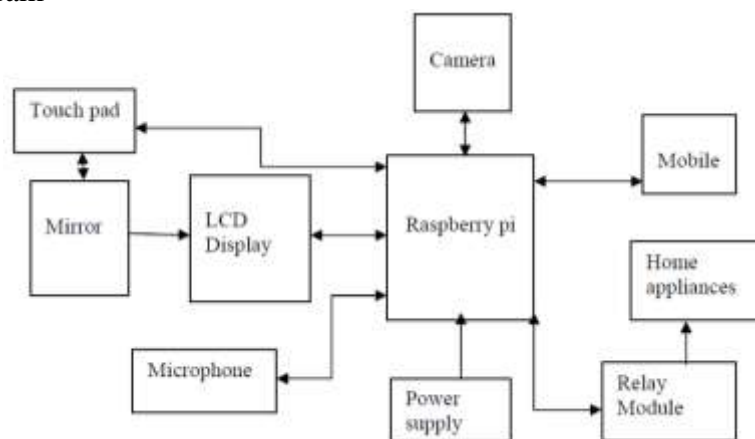 Camera
Touch pad
Mobile
Mirror
LCD
Display
Raspberry pi
Home
appliances
Microphone
Power
supply
Relay
Module